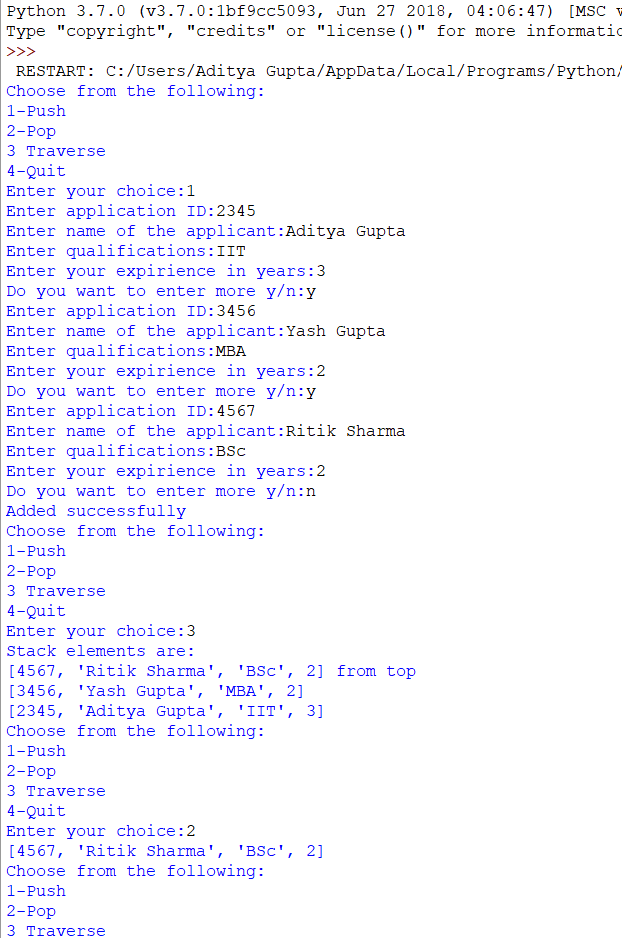 Python 3.7.0 (v3.7.0:1bf9cc5093, Jun 27 2018, 04:06:47) [MSC
Type "copyright", "credits" or "license()" for more
>>>
 RESTART: C:/Users/Aditya Gupta/AppData/Local/Programs/Python/
Choose from the following:
1-Push
2-Pop
3 Traverse
4-Quit
Enter your choice:1
Enter application ID:2345
Enter name of the applicant:Aditya Gupta
Enter qualifications:IIT
Enter your expirience in years:3
Do you want to enter more y/n:y
Enter application ID:3456
Enter name of the applicant:Yash Gupta
Enter qualifications:MBA
Enter your expirience in years:2
Do you want to enter more y/n:y
Enter application ID:4567
Enter name of the applicant:Ritik Sharma
Enter qualifications:BSc
Enter your expirience in years:2
Do you want to enter more y/n:n
Added successfully
Choose from the following:
1-Push
2-Pop
3 Traverse
4-Quit
Enter your choice:3
Stack elements are:
[4567, 'Ritik Sharma', 'BSc', 2] from top
[3456, 'Yash Gupta', 'MBA', 2]
[2345, 'Aditya Gupta', 'IIT', 3]
Choose from the following:
1-Push
2-Pop
3 Traverse
4-Quit
Enter your choice:2
[4567, 'Ritik Sharma', 'BSc', 2]
Choose from the following:
1-Push
2-Pop
3 Traverse